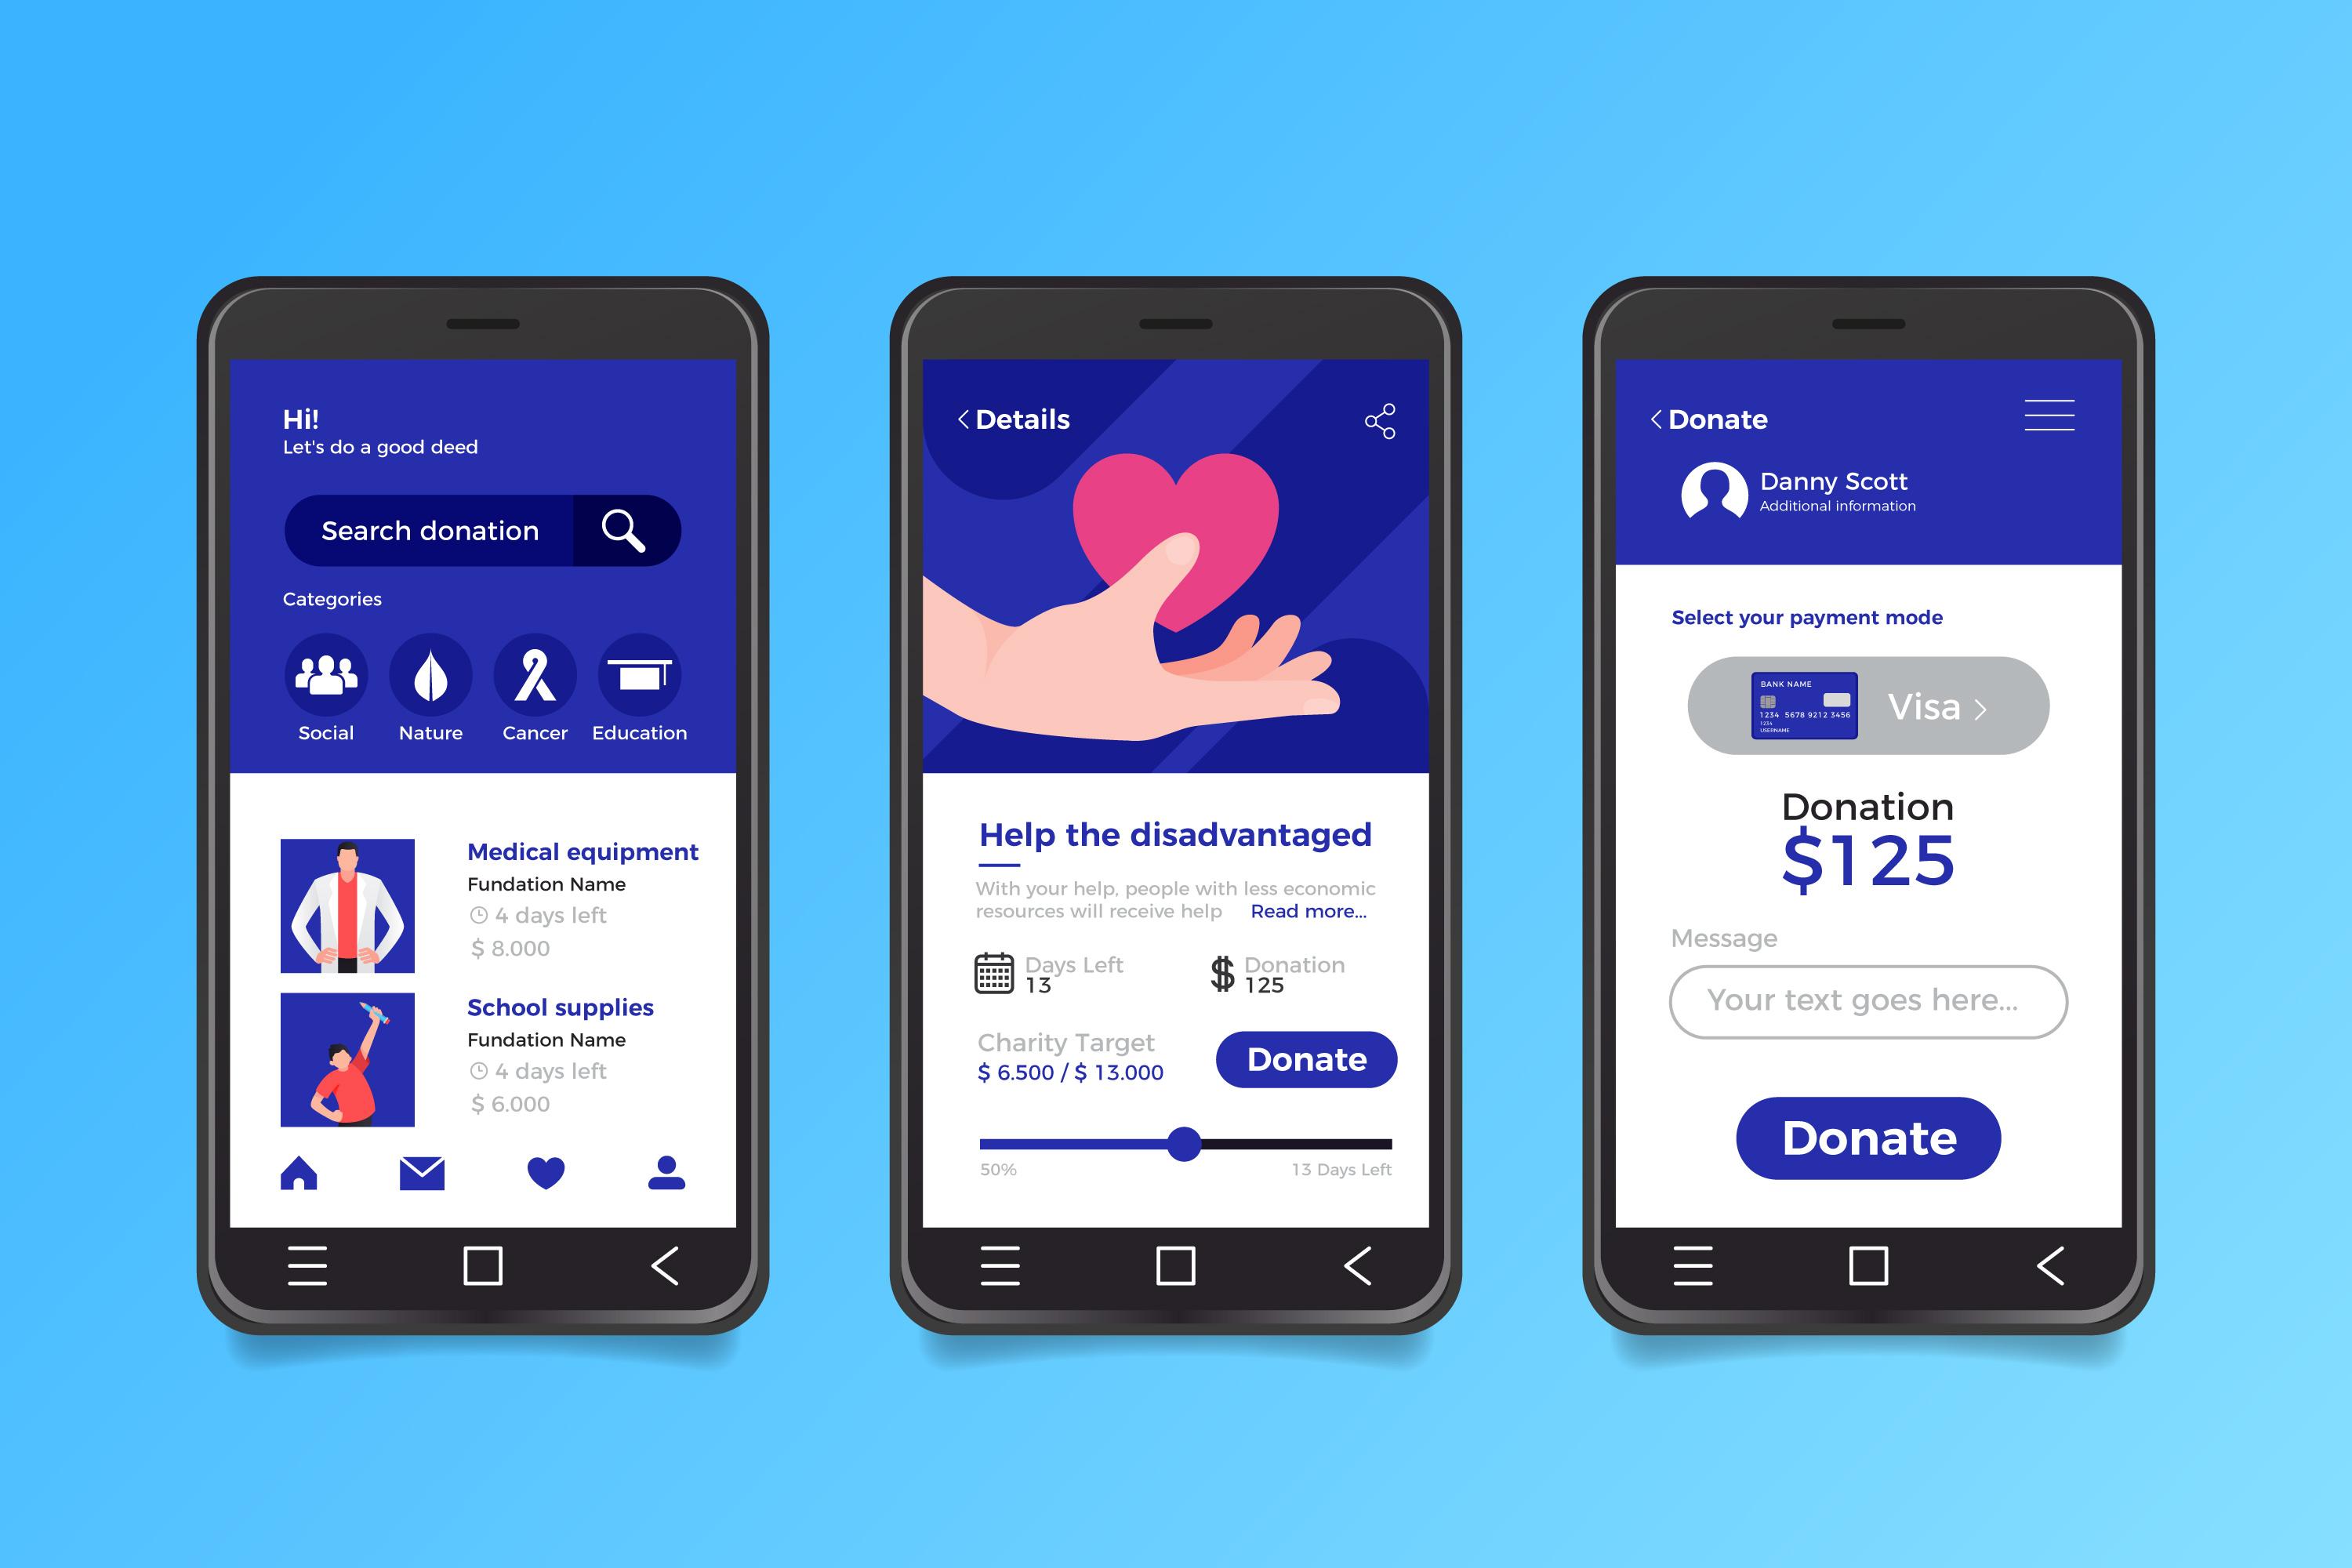 Hi!
Let's do a good deed
Search donation
Categories
Social Nature Cancer Education
Medical equipment
Fundation Name
4 days left
$ 8.000
School supplies
Fundation Name
4 days left
$ 6.000
Details
Help the disadvantaged
With your help, people with less economic
resources will receive help Read more...
Days Left
13
$ Donation
125
Charity Target
$ 6.500 / $ 13.000
Donate
50% 13 Days Left
Donate
Danny Scott
Additional information
Select your payment mode
BANK NAME
1234 5678 9212 3456
1234
USERNAME
Visa
Donation
$125
Message
Your text goes here...
Donate